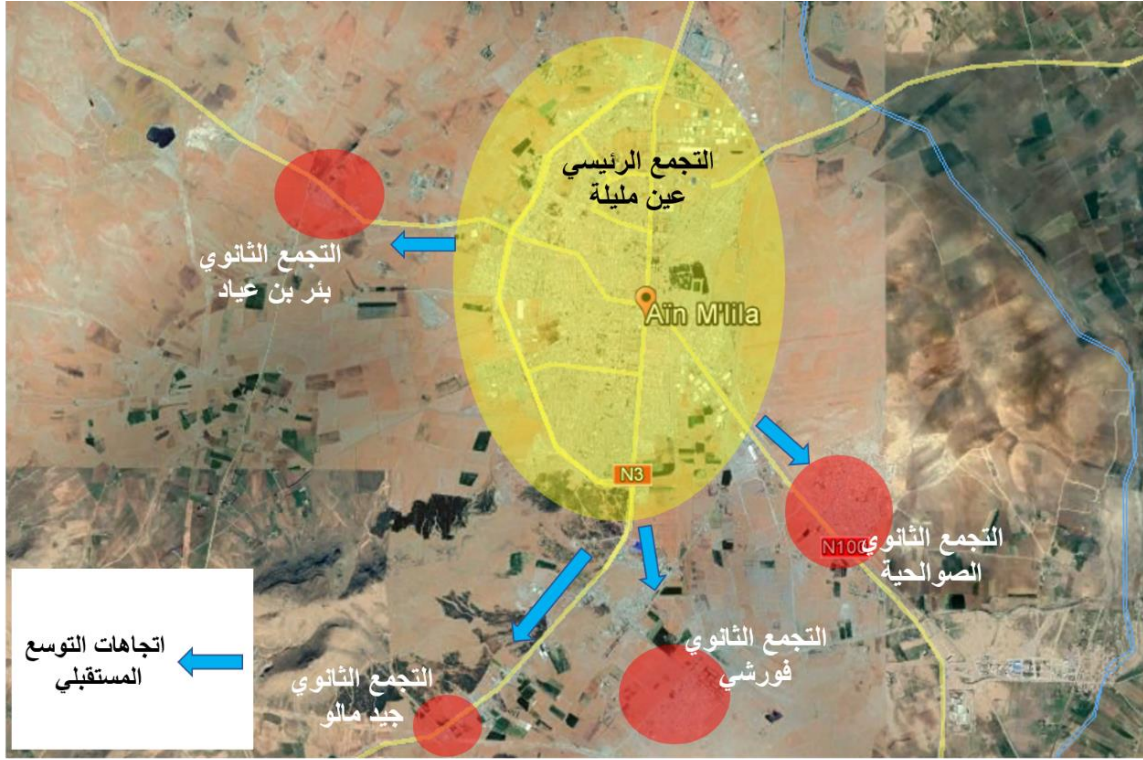 التجمع الرئيسي
عين مليلة
التجمع الثانوي
بئر بن عياد
Aïn M'lila
N3
N100
التجمع الثانوي
الصوالحية
التجمع الثانوي
فورشي
التجمع الثانوي
جيد مالو
اتجاهات التوسع
المستقبلي